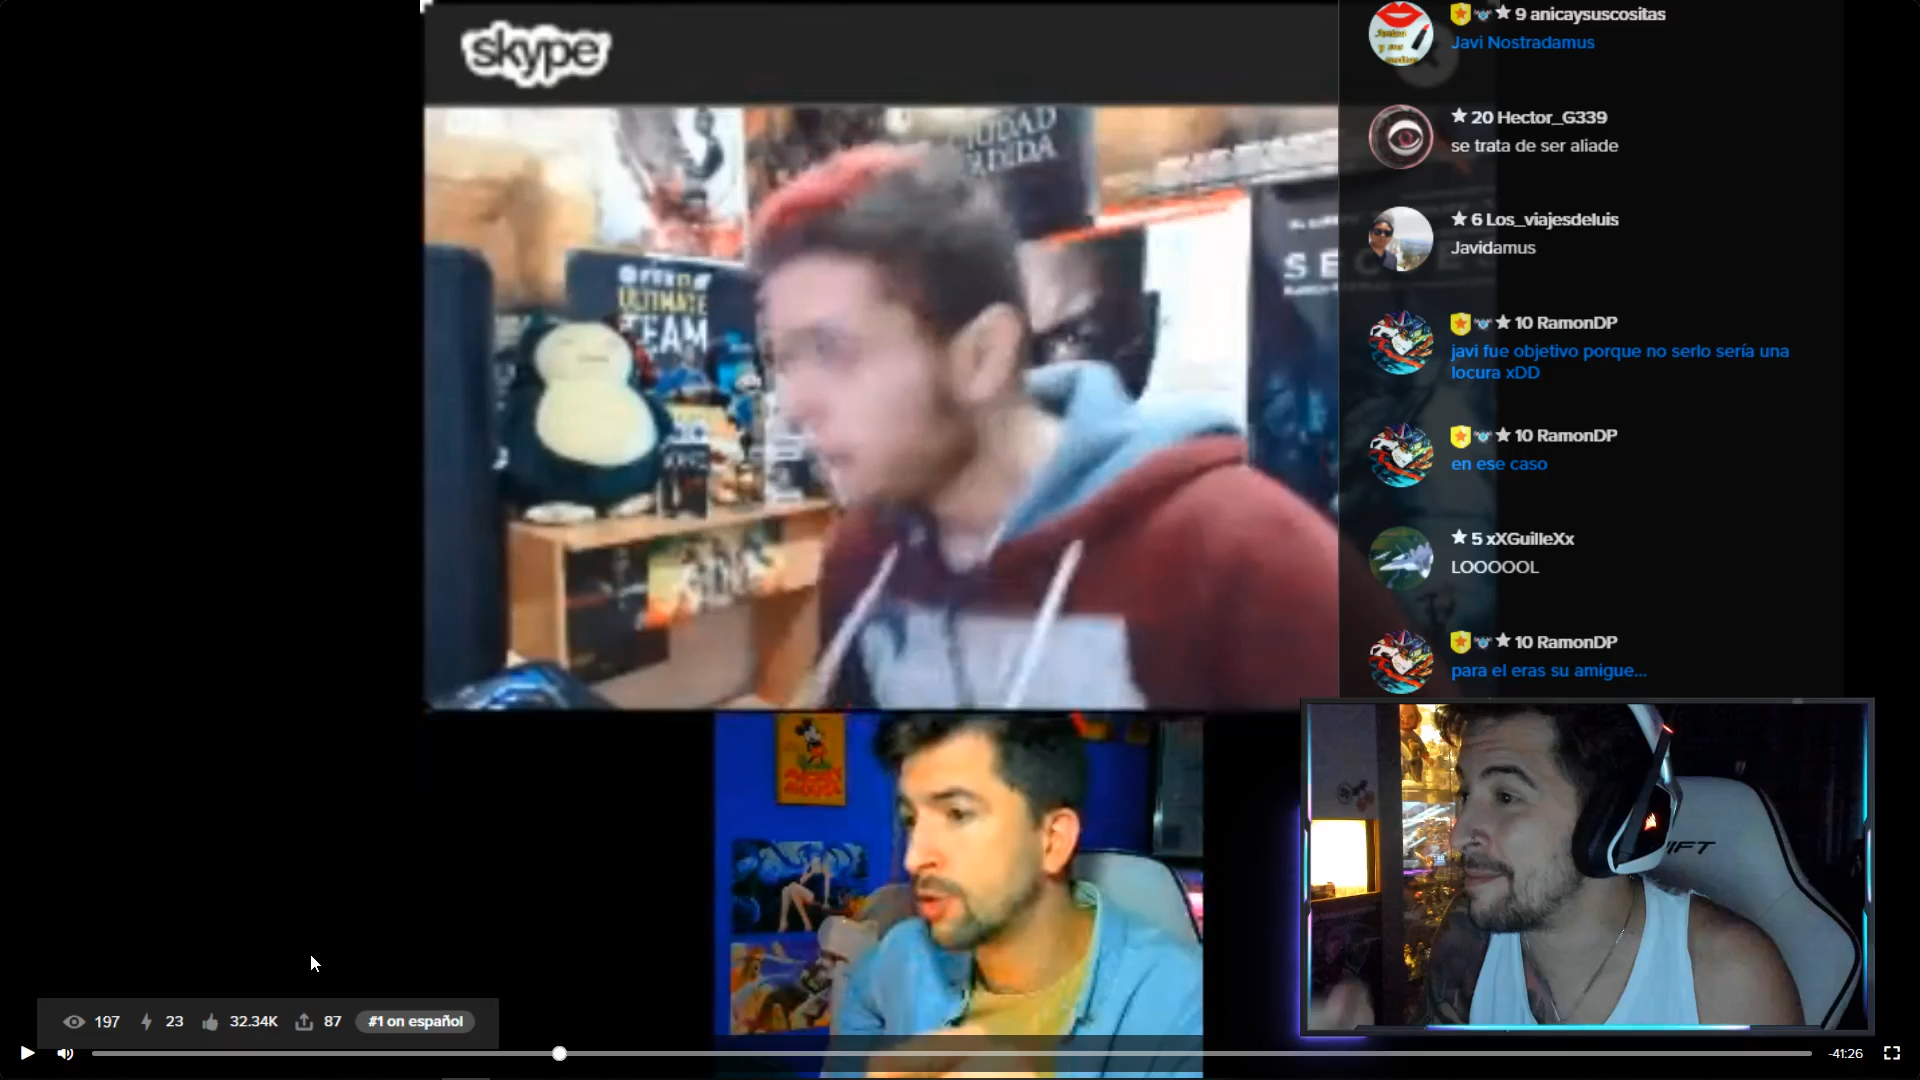 skype
CIUDAD
ULTIMATE
TEAM
9 anicaysuscositas
Javi Nostradamus
20 Hector_G339
se trata de ser aliade
6 Los_viajesdeluis
Javidamus
10 RamonDP
javi fue objetivo porque no serlo sería una
locura xDD
10 RamonDP
en ese caso
5 xXGuilleXx
LOOOOOL
10 RamonDP
para el eras su amigue...
197 23 32.34K 87 #1 on español
-41:26